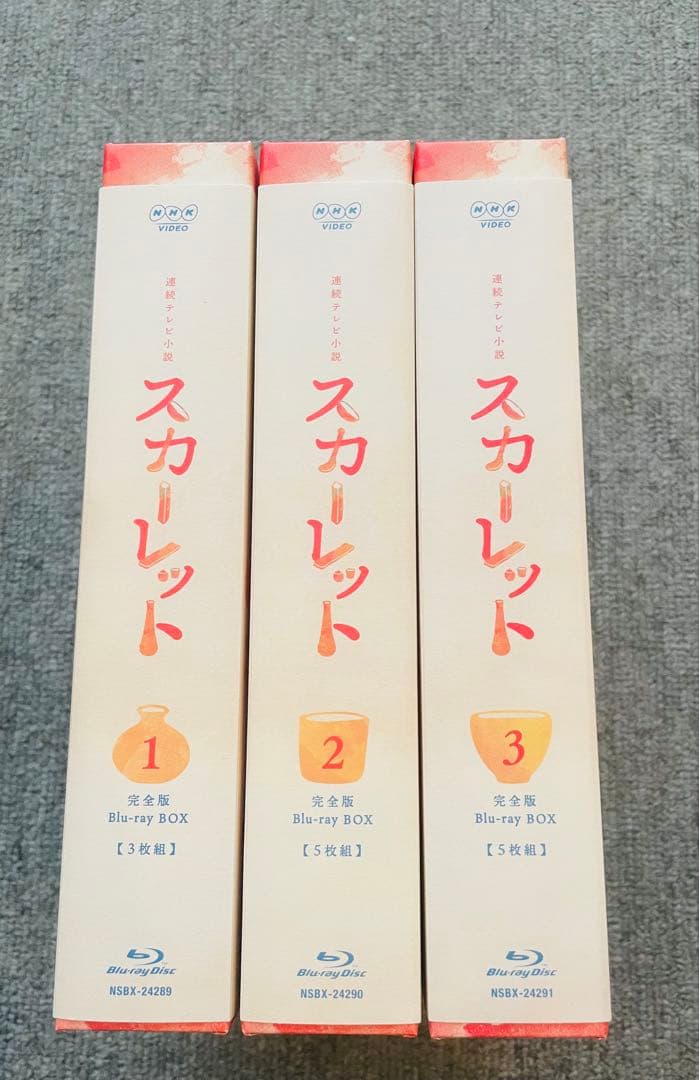 NHK
VIDEO
連続テレビ小説
スカーレット
1
完全版
Blu-ray BOX
【3枚組】
Blu-ray Disc
NSBX-24289
NHK
VIDEO
連続テレビ小説
スカーレット
2
完全版
Blu-ray BOX
【5枚組】
Blu-ray Disc
NSBX-24290
NHK
VIDEO
連続テレビ小説
スカーレット
3
完全版
Blu-ray BOX
【5枚組】
Blu-ray Disc
NSBX-24291